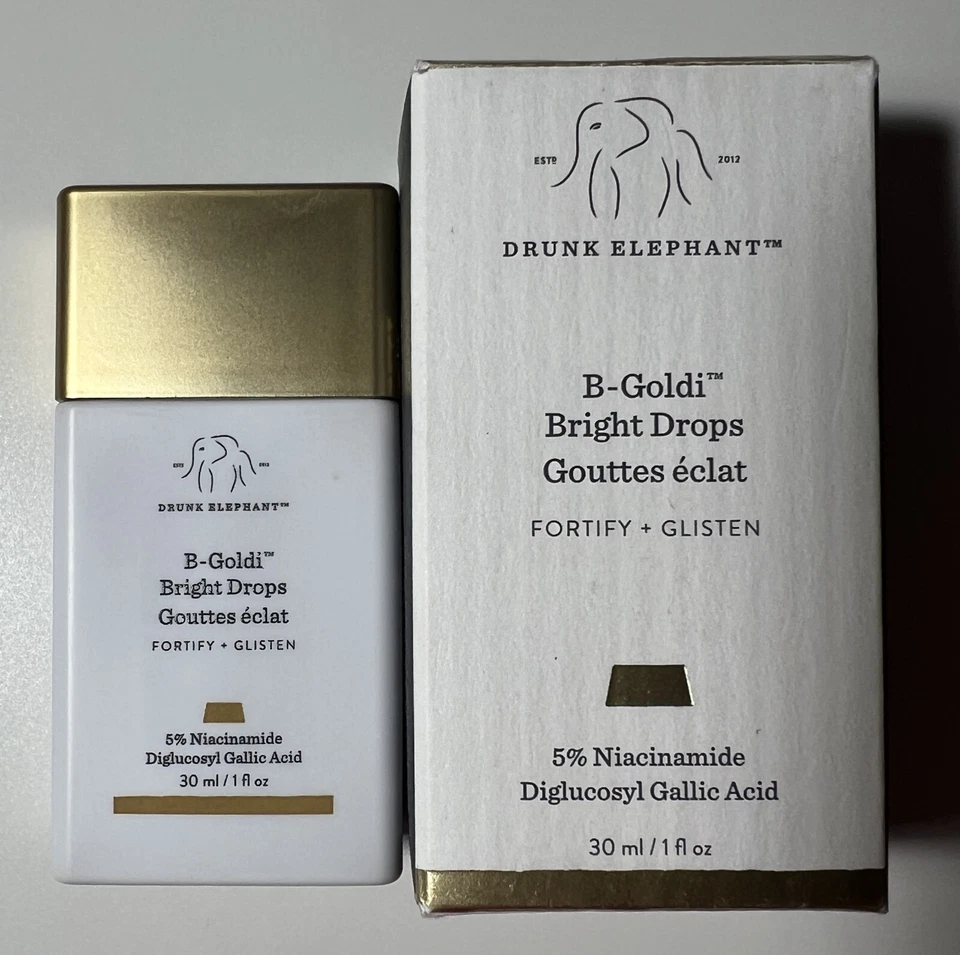 ESTD 2012
DRUNK ELEPHANT™
B-Goldi™
Bright Drops
Gouttes éclat
FORTIFY + GLISTEN
5% Niacinamide
Diglucosyl Gallic Acid
30 ml / 1 fl oz
ESTD 2012
DRUNK ELEPHANT™
B-Goldi™
Bright Drops
Gouttes éclat
FORTIFY + GLISTEN
5% Niacinamide
Diglucosyl Gallic Acid
30 ml / 1 fl oz